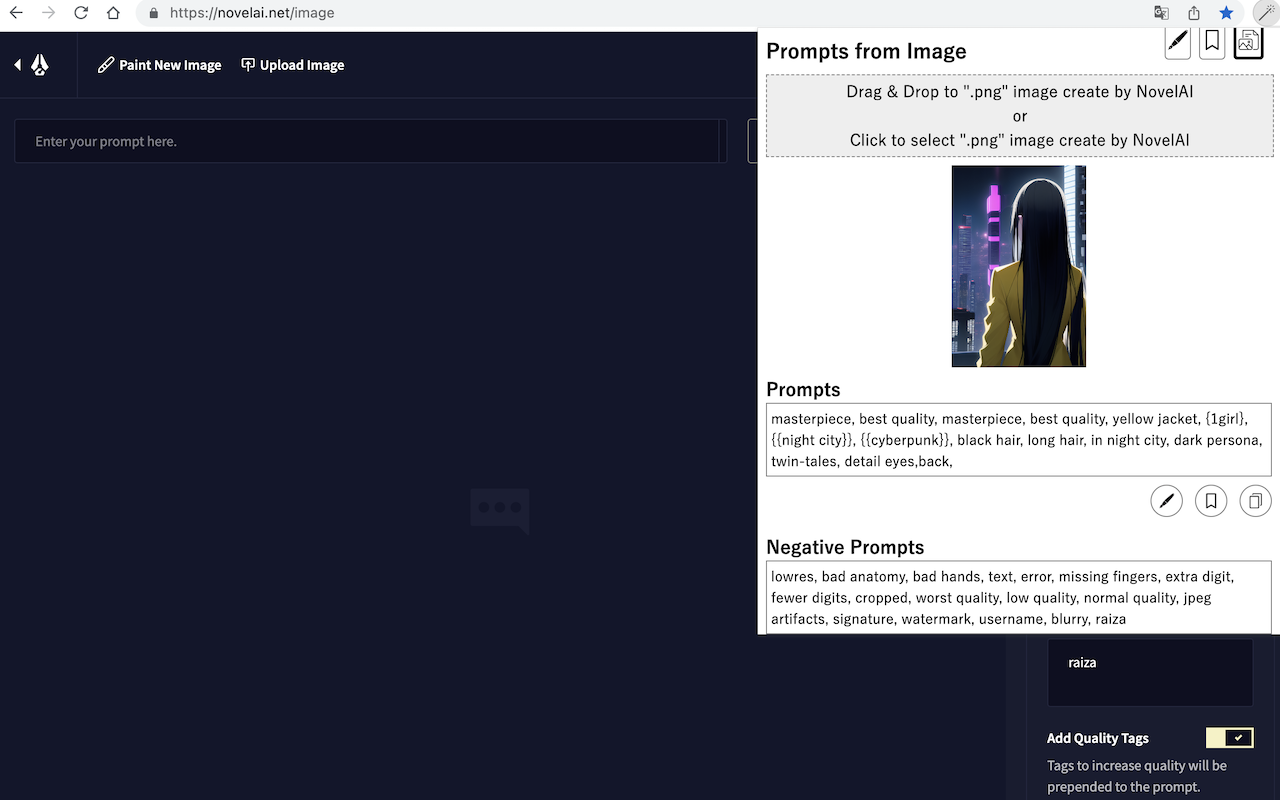 https://novelai.net/image
Paint New Image
Upload Image
Enter your prompt here.
Prompts from Image
Drag & Drop to ".png" image create by NovelAI
or
Click to select ".png" image create by NovelAI
Prompts
masterpiece, best quality, masterpiece, best quality, yellow jacket, {1girl},
{{night city}}, {{cyberpunk}}, black hair, long hair, in night city, dark persona,
twin-tales, detail eyes,back,
Negative Prompts
lowres, bad anatomy, bad hands, text, error, missing fingers, extra digit,
fewer digits, cropped, worst quality, low quality, normal quality, jpeg
artifacts, signature, watermark, username, blurry, raiza
raiza
Add Quality Tags
Tags to increase quality will be
prepended to the prompt.